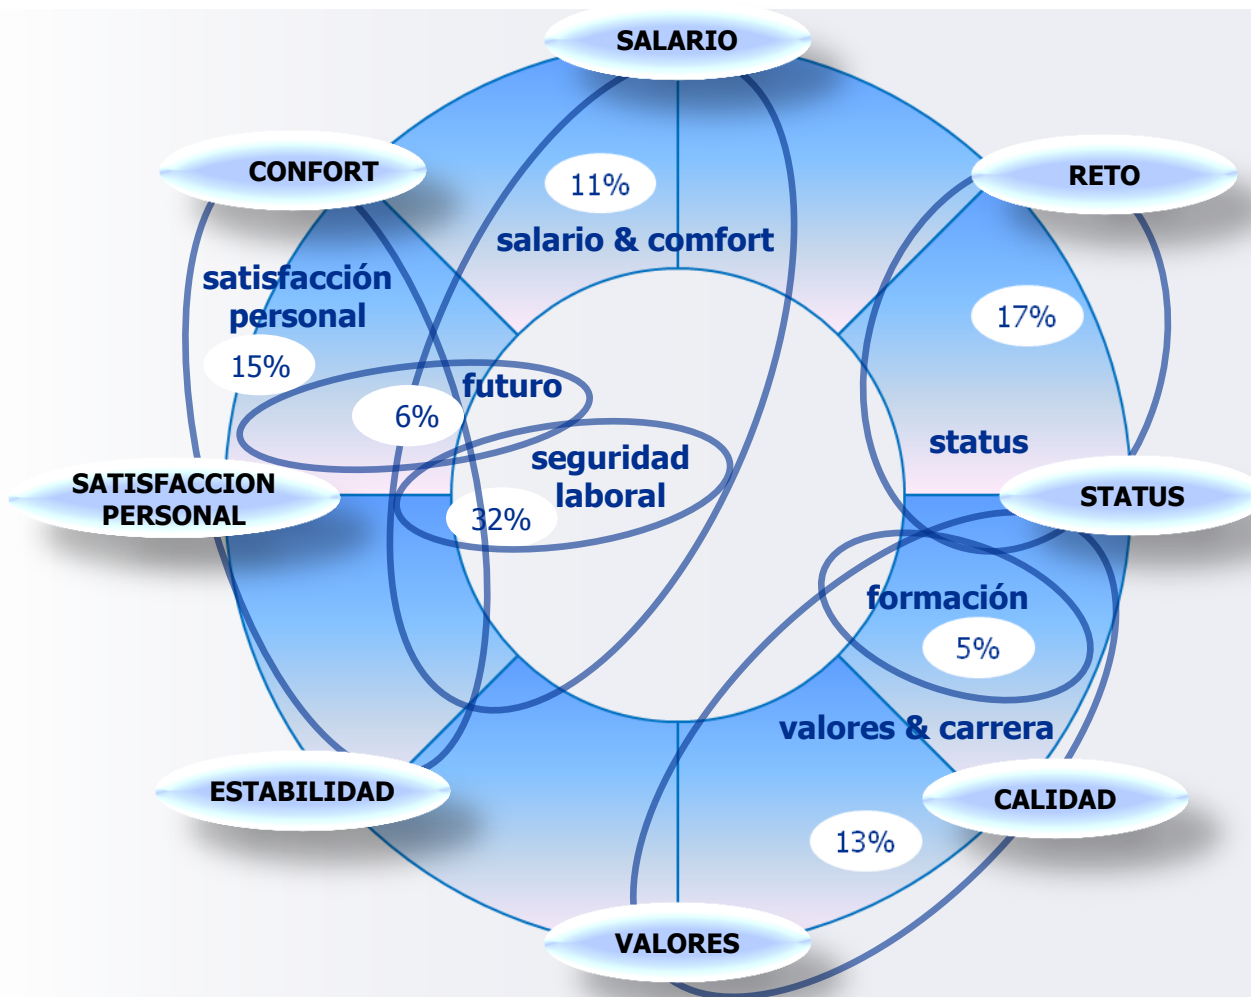 SALARIO
CONFORT
RETO
11%
salario & comfort
satisfacción
personal
15%
17%
futuro
6%
status
seguridad
laboral
32%
SATISFACCION
PERSONAL
STATUS
formación
5%
valores & carrera
ESTABILIDAD
CALIDAD
13%
VALORES